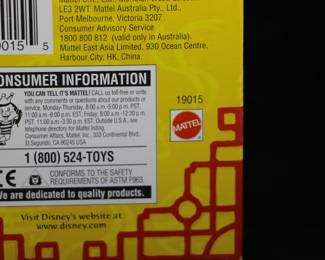 LE3 2WT. Mattel Australia Pty., Ltd.,
Port Melbourne, Victoria 3207.
Consumer Advisory Service
1800 800 812 (valid only in Australia).
Mattel East Asia Limited, 930 Ocean Centre,
Harbour City, HK, China.
9015 5
CONSUMER INFORMATION
YOU CAN TELL IT'S MATTEL! Call toll-free or write
with any comments or questions about our products or
service. Monday-Thursday, 8:00 a.m.-5:00 p.m. PST,
11:00 a.m.-8:00 p.m. EST; Friday, 8:00 a.m.-12:30 p.m.
PST, 11:00 a.m.-3:30 p.m. EST. Outside U.S.A., see
telephone directory for Mattel listing.
Consumer Affairs, Mattel, Inc., 333 Continental Blvd.,
El Segundo, CA 90245 USA
1 (800) 524-TOYS
CE CONFORMS TO THE SAFETY
REQUIREMENTS OF ASTM F963.
We are dedicated to quality products.
19015
MATTEL
Visit Disney's website at
www.disney.com